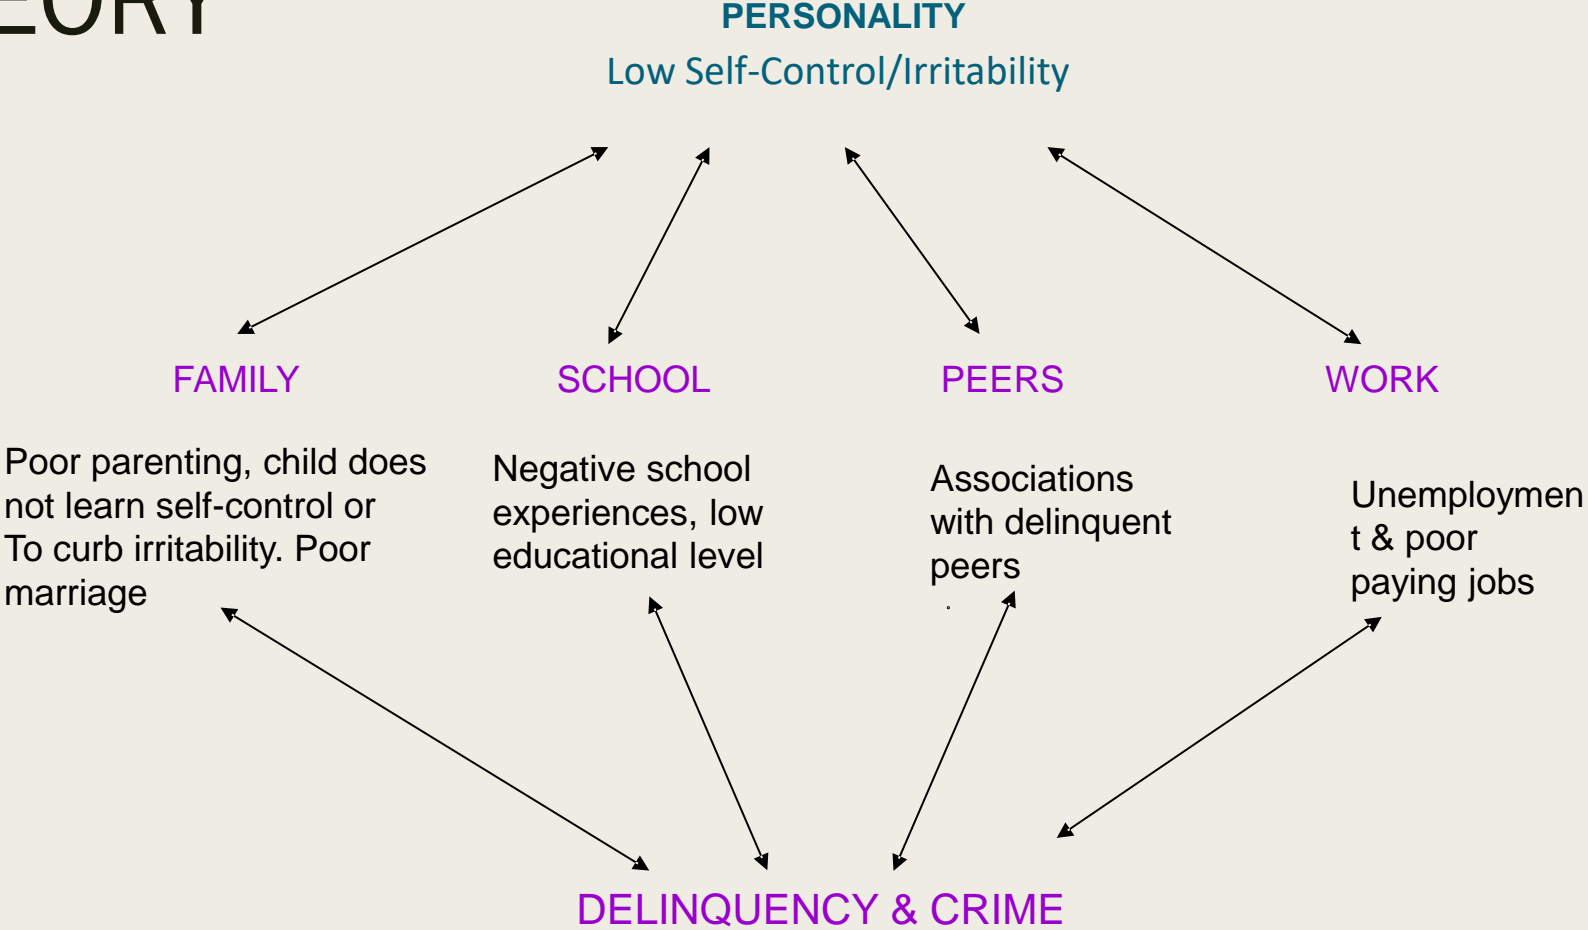 EORY
PERSONALITY
Low Self-Control/Irritability
FAMILY
SCHOOL
PEERS
WORK
Poor parenting, child does
not learn self-control or
To curb irritability. Poor
marriage
Negative school
experiences, low
educational level
Associations
with delinquent
peers
.
Unemploymen
t & poor
paying jobs
DELINQUENCY & CRIME